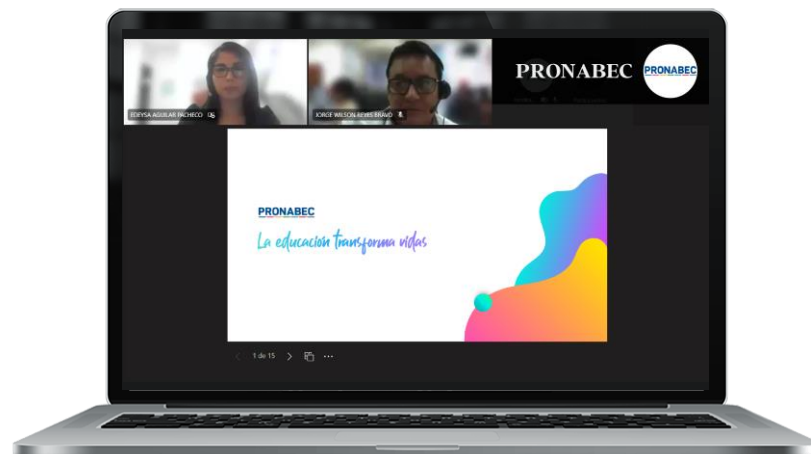 EDEYSA AGUILAR PACHECO
JORGE WILSON REYES BRAVO
PRONABEC
PRONABEC
PRONABEC
La educación transforma vidas
1 de 15